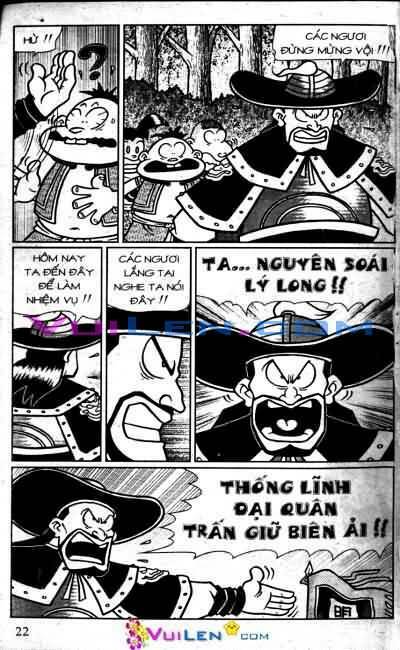 HỪ !!
?
CÁC NGƯƠI
ĐỪNG MỪNG VỘI !!!
HÔM NAY
TA ĐẾN ĐÂY
ĐỂ LÀM
NHIỆM VỤ !!
CÁC NGƯƠI
LẮNG TAI
NGHE TA NÓI
ĐÂY !!
TA... NGUYÊN SOÁI
LÝ LONG !!
VUILEN.COM
THỐNG LĨNH
ĐẠI QUÂN
TRẤN GIỮ BIÊN ẢI !!
22
VUILEN.COM